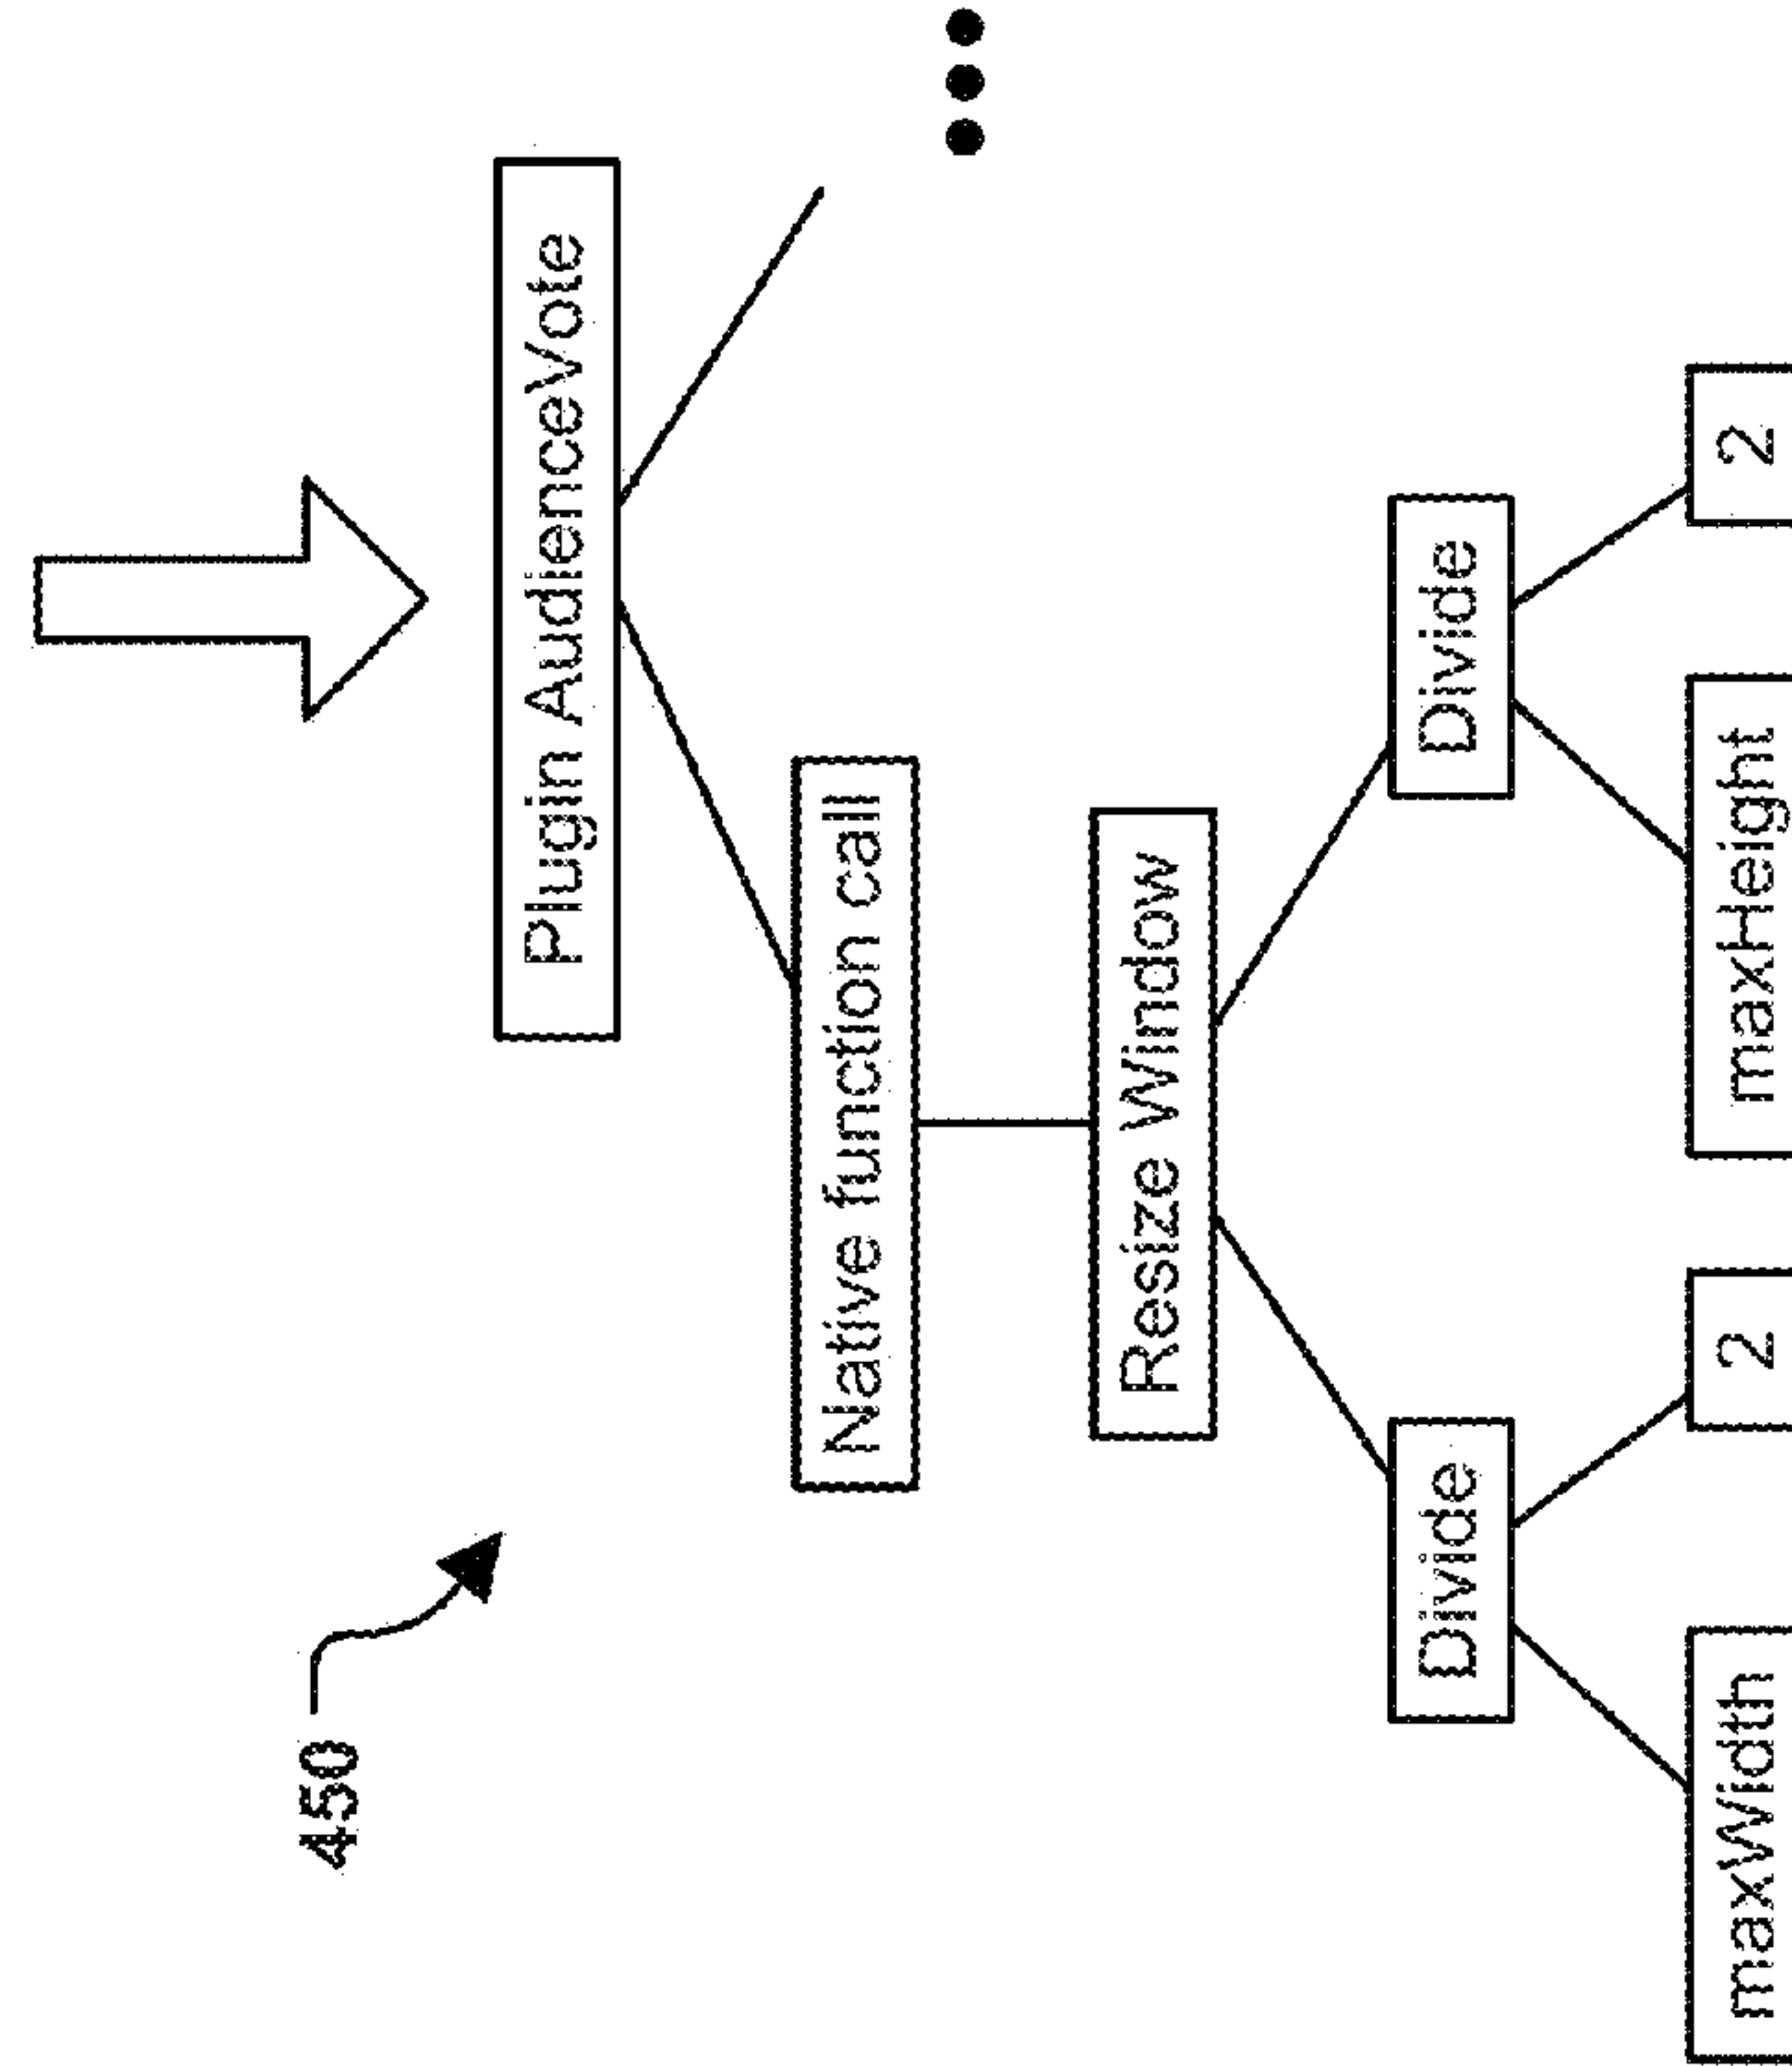 450
Plugin AudienceVote
Native function call
Resize Window
Divide
Divide
maxWidth
2
maxHeight
2